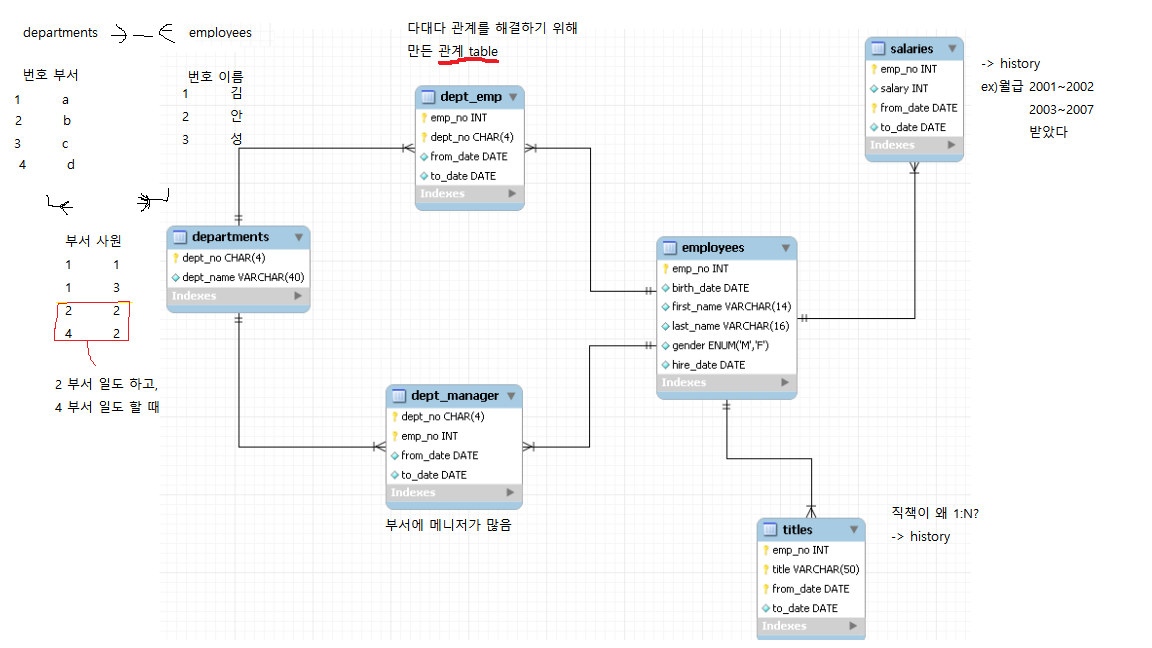 departments
employees
번호 부서
1 a
2 b
3 c
4 d
번호 이름
1 김
2 안
3 성
부서 사원
1 1
1 3
2 2
4 2
2 부서 일도 하고,
4 부서 일도 할 때
다대다 관계를 해결하기 위해
만든 관계 table
dept_emp
emp_no INT
dept_no CHAR(4)
from_date DATE
to_date DATE
Indexes
departments
dept_no CHAR(4)
dept_name VARCHAR(40)
Indexes
dept_manager
dept_no CHAR(4)
emp_no INT
from_date DATE
to_date DATE
Indexes
부서에 메니저가 많음
employees
emp_no INT
birth_date DATE
first_name VARCHAR(14)
last_name VARCHAR(16)
gender ENUM('M','F')
hire_date DATE
Indexes
salaries
emp_no INT
salary INT
from_date DATE
to_date DATE
Indexes
-> history
ex)월급 2001~2002
2003~2007
받았다
titles
emp_no INT
title VARCHAR(50)
from_date DATE
to_date DATE
Indexes
직책이 왜 1:N?
-> history